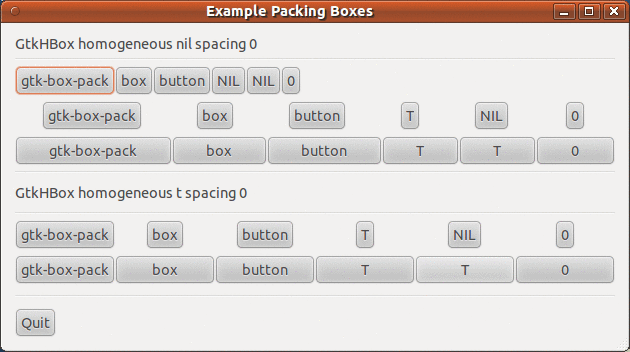 Example Packing Boxes
GtkHBox homogeneous nil spacing 0
gtk-box-pack box button NIL NIL 0
gtk-box-pack box button T NIL 0
gtk-box-pack box button T T 0
GtkHBox homogeneous t spacing 0
gtk-box-pack box button T NIL 0
gtk-box-pack box button T T 0
Quit